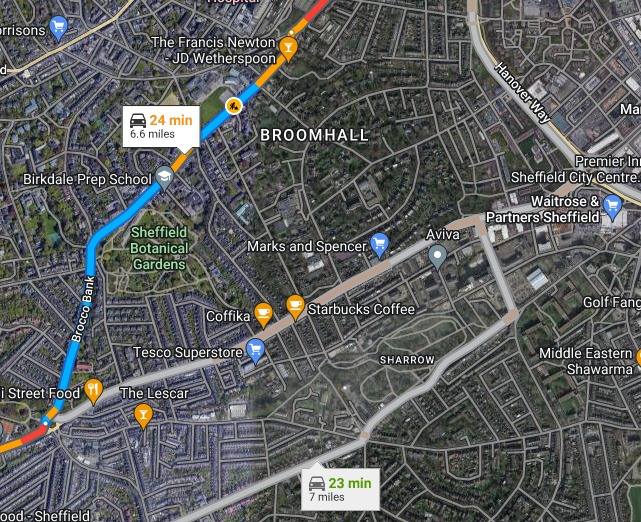 Hospital
rrisons
The Francis Newton
- JD Wetherspoon
d
Hanover Way
24 min
6.6 miles
BROOMHALL
Ma
Premier Inn
Sheffield City Centre...
Birkdale Prep School
Waitrose &
Partners Sheffield
Sheffield
Botanical
Gardens
Marks and Spencer
Aviva
Brocco Bank
Coffika
Starbucks Coffee
Golf Fang
Tesco Superstore
SHARROW
Middle Eastern
Shawarma
i Street Food
The Lescar
23 min
7 miles
ood - Sheffield